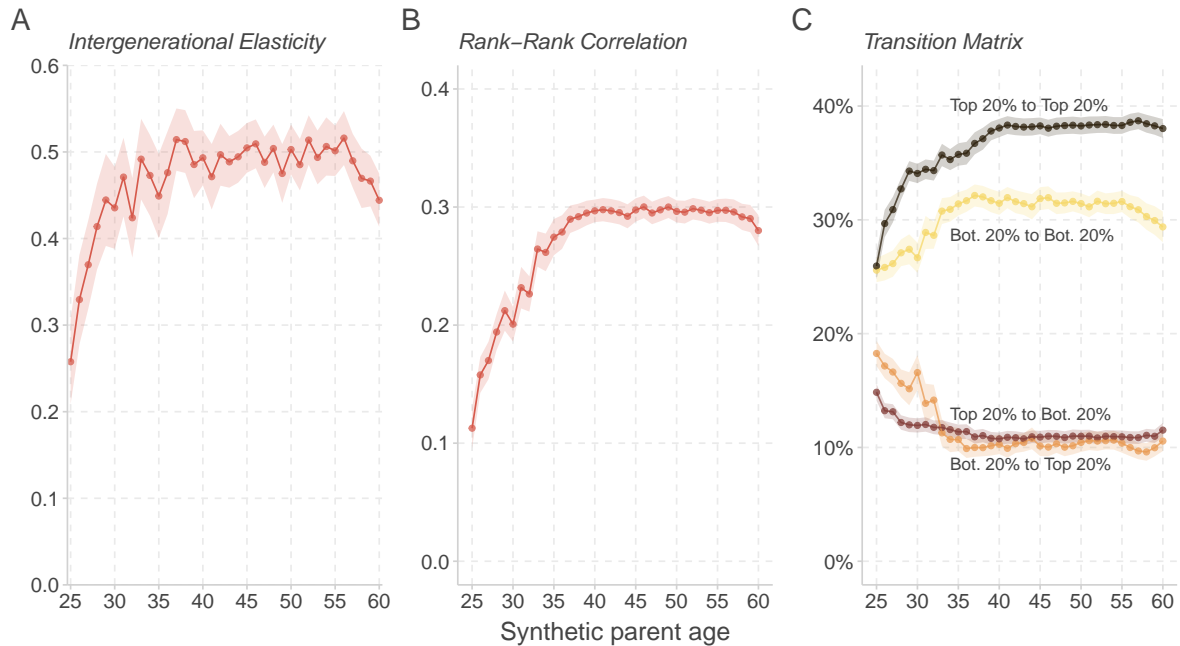 A
Intergenerational Elasticity
0.6
0.5
0.4
0.3
0.2
0.1
0.0
25 30 35 40 45 50 55 60
B
Rank−Rank Correlation
0.4
0.3
0.2
0.1
0.0
25 30 35 40 45 50 55 60
C
Transition Matrix
40%
30%
20%
10%
0%
Top 20% to Top 20%
Bot. 20% to Bot. 20%
Top 20% to Bot. 20%
Bot. 20% to Top 20%
25 30 35 40 45 50 55 60
Synthetic parent age